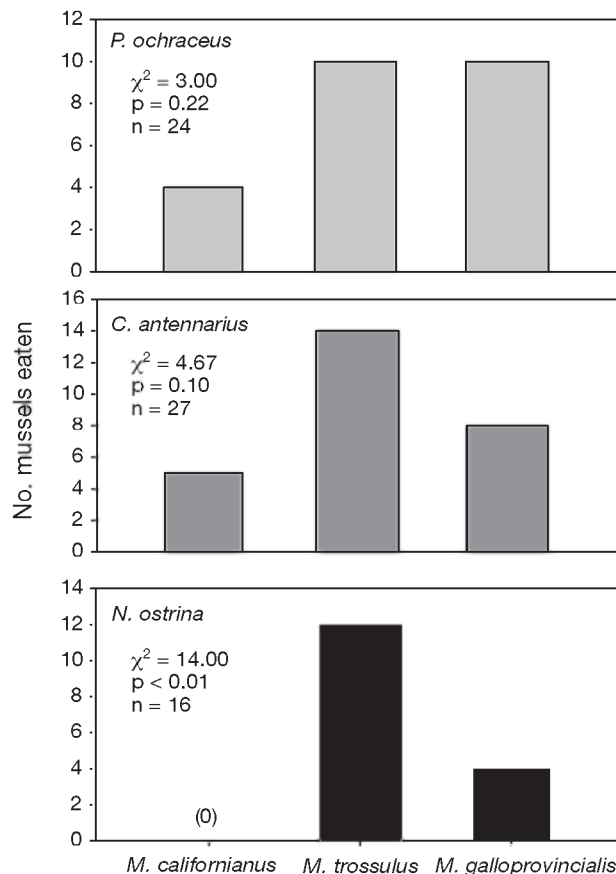 No. mussels eaten
12
10
8
6
4
2
0
P. ochraceus
χ² = 3.00
p = 0.22
n = 24
16
14
12
10
8
6
4
2
0
C. antennarius
χ² = 4.67
p = 0.10
n = 27
14
12
10
8
6
4
2
0
N. ostrina
χ² = 14.00
p < 0.01
n = 16
(0)
M. californianus M. trossulus M. galloprovincialis